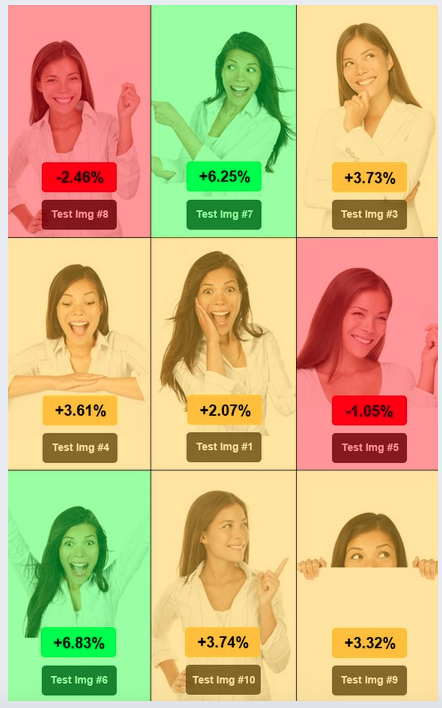 -2.46%
Test Img #8
+6.25%
Test Img #7
+3.73%
Test Img #3
+3.61%
Test Img #4
+2.07%
Test Img #1
-1.05%
Test Img #5
+6.83%
Test Img #6
+3.74%
Test Img #10
+3.32%
Test Img #9